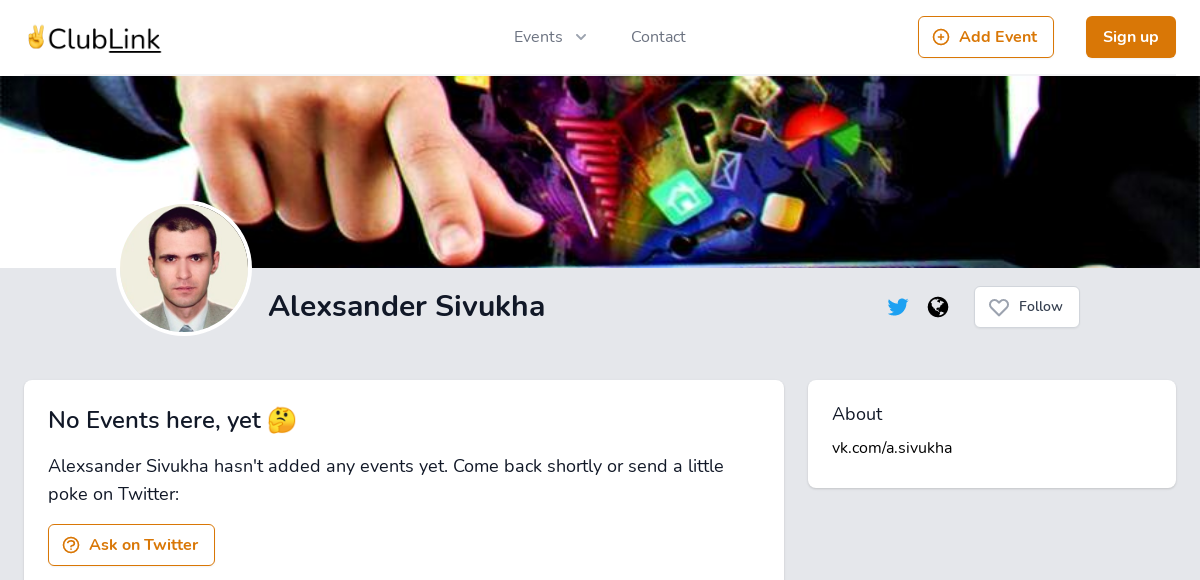 ✌️ClubLink
Events
Contact
Add Event
Sign up
Alexsander Sivukha
Follow
No Events here, yet 🤔
Alexsander Sivukha hasn't added any events yet. Come back shortly or send a little
poke on Twitter:
Ask on Twitter
About
vk.com/a.sivukha